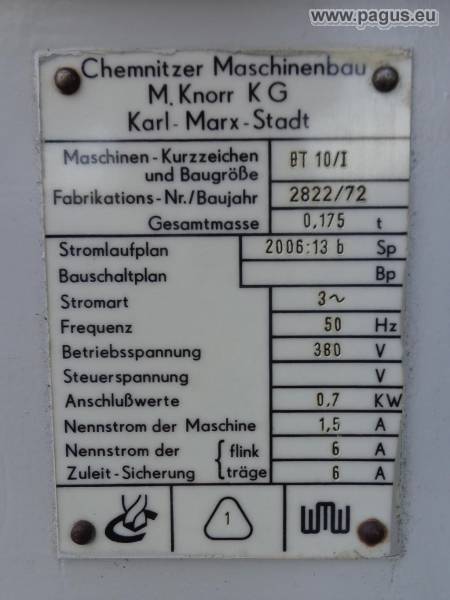 www.pagus.eu
Chemnitzer Maschinenbau
M. Knorr K G
Karl-Marx-Stadt
Maschinen-Kurzzeichen
und Baugröße BT 10/I
Fabrikations-Nr./Baujahr 2822/72
Gesamtmasse 0,175 t
Stromlaufplan 2006:13 b Sp
Bauschaltplan Bp
Stromart 3~
Frequenz 50 Hz
Betriebsspannung 380 V
Steuerspannung V
Anschlußwerte 0,7 KW
Nennstrom der Maschine 1,5 A
Nennstrom der { flink 6 A
Zuleit-Sicherung träge 6 A
1 WMW